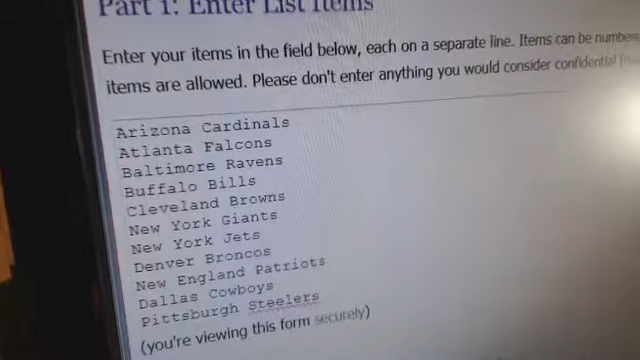 Part 1: Enter List Items
Enter your items in the field below, each on a separate line. Items can be numbers
items are allowed. Please don't enter anything you would consider confidential
Arizona Cardinals
Atlanta Falcons
Baltimore Ravens
Buffalo Bills
Cleveland Browns
New York Giants
New York Jets
Denver Broncos
New England Patriots
Dallas Cowboys
Pittsburgh Steelers
(you're viewing this form securely)